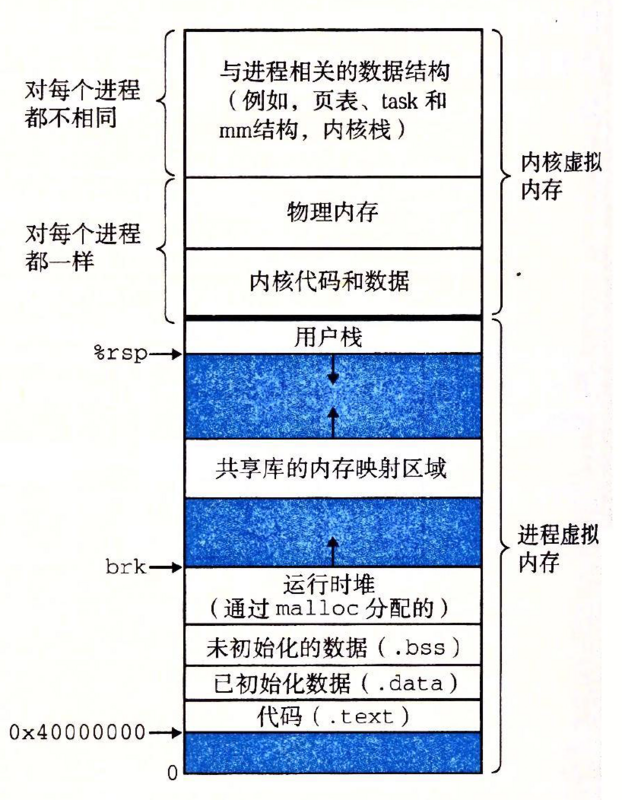 对每个进程
都不相同
与进程相关的数据结构
（例如，页表、task 和
mm结构，内核栈）
内核虚拟
内存
物理内存
对每个进程
都一样
内核代码和数据
用户栈
%rsp
共享库的内存映射区域
进程虚拟
内存
brk
运行时堆
（通过 malloc 分配的）
未初始化的数据（.bss）
已初始化数据（.data）
代码（.text）
0x40000000
0